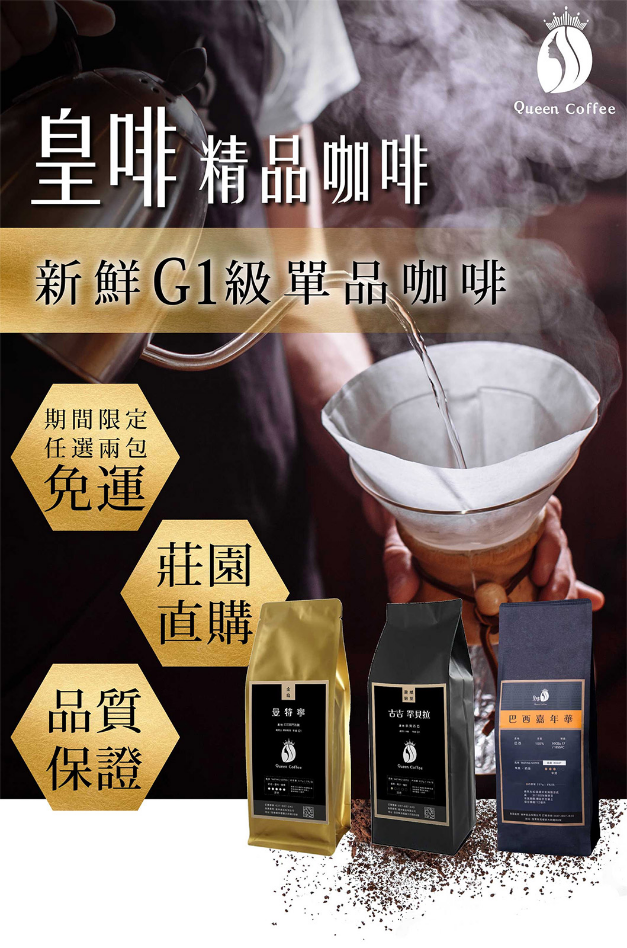 Queen Coffee
皇啡 精品咖啡
新鮮G1級單品咖啡
期間限定
任選兩包
免運
莊園
直購
品質
保證
曼特寧
Queen Coffee
古吉 罕貝拉
Queen Coffee
巴西嘉年華